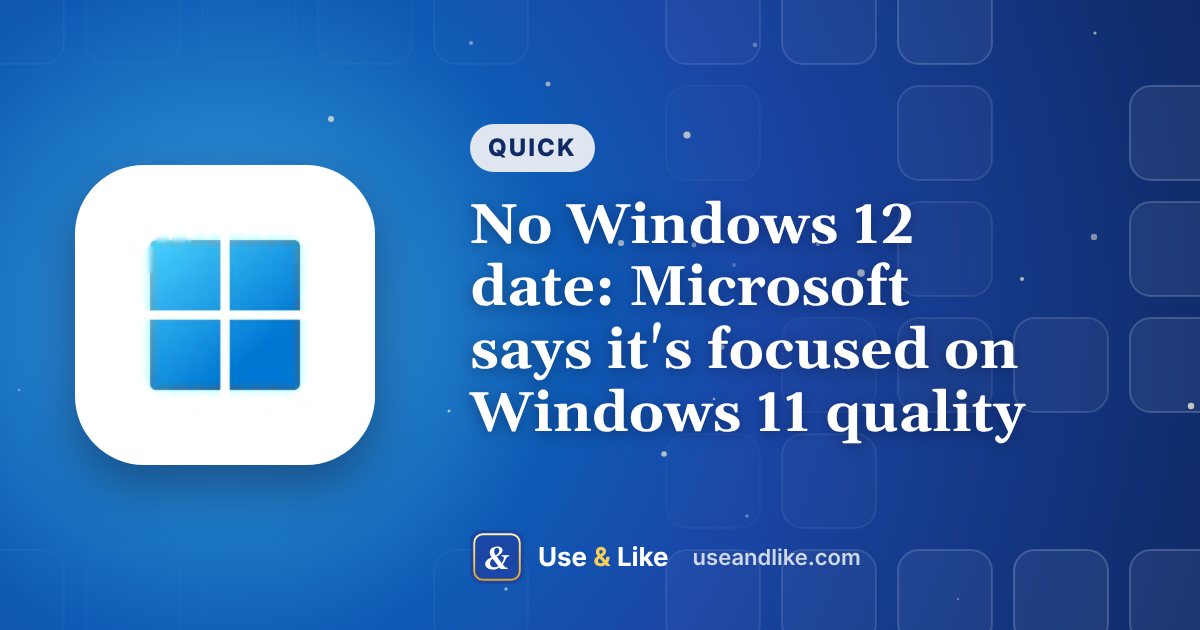 QUICK
No Windows 12
date: Microsoft
says it's focused on
Windows 11 quality
& Use & Like useandlike.com